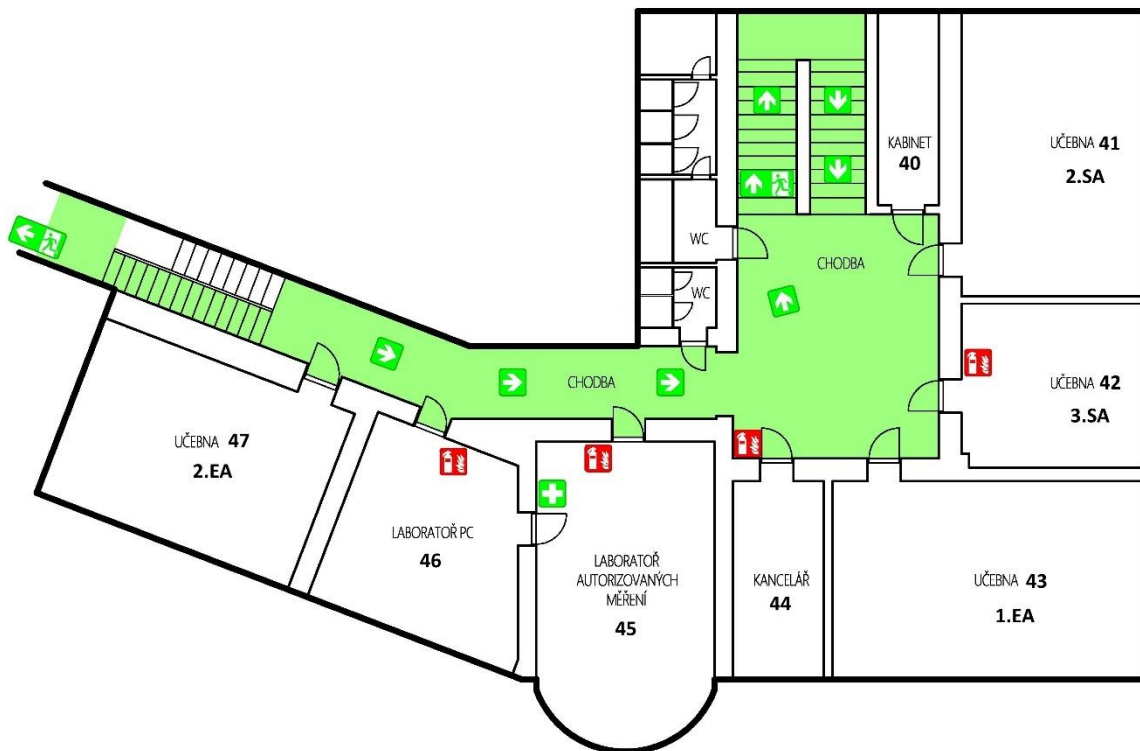 KABINET
40
UČEBNA 41
2.SA
WC
WC
CHODBA
CHODBA
UČEBNA 42
3.SA
UČEBNA 47
2.EA
LABORATOŘ PC
46
LABORATOŘ
AUTORIZOVANÝCH
MĚŘENÍ
45
KANCELÁŘ
44
UČEBNA 43
1.EA